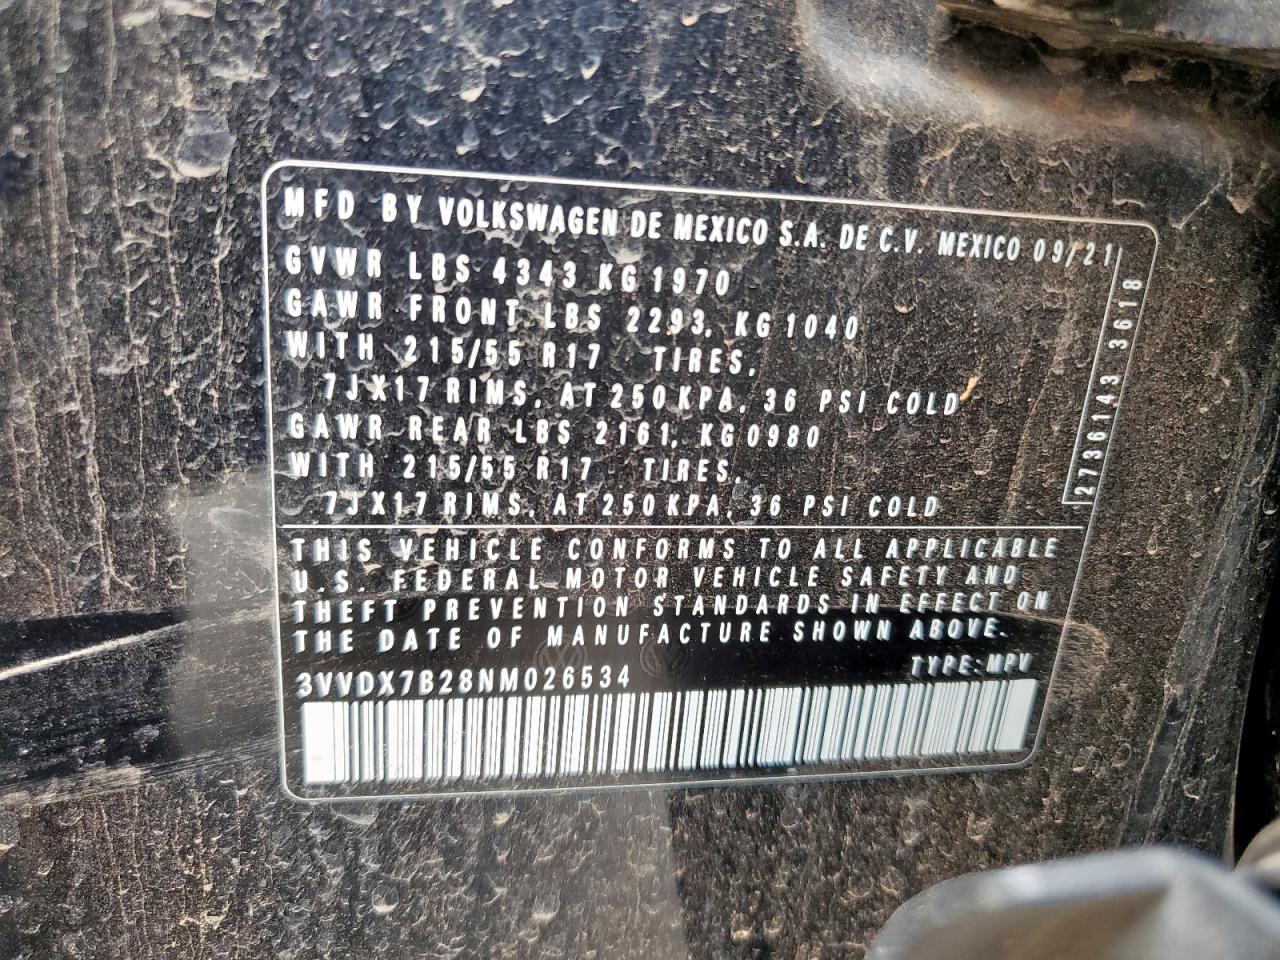 MFD BY VOLKSWAGEN DE MEXICO S.A. DE C.V. MEXICO 09/21
GVWR LBS 4343 KG 1970
GAWR FRONT LBS 2293, KG 1040
WITH 215/55 R17 TIRES,
7JX17 RIMS, AT 250 KPA, 36 PSI COLD
GAWR REAR LBS 2161, KG 0980
WITH 215/55 R17 TIRES,
7JX17 RIMS, AT 250 KPA, 36 PSI COLD
2736143 3618
THIS VEHICLE CONFORMS TO ALL APPLICABLE
U.S. FEDERAL MOTOR VEHICLE SAFETY AND
THEFT PREVENTION STANDARDS IN EFFECT ON
THE DATE OF MANUFACTURE SHOWN ABOVE.
3VVDX7B28NM026534 TYPE: MPV